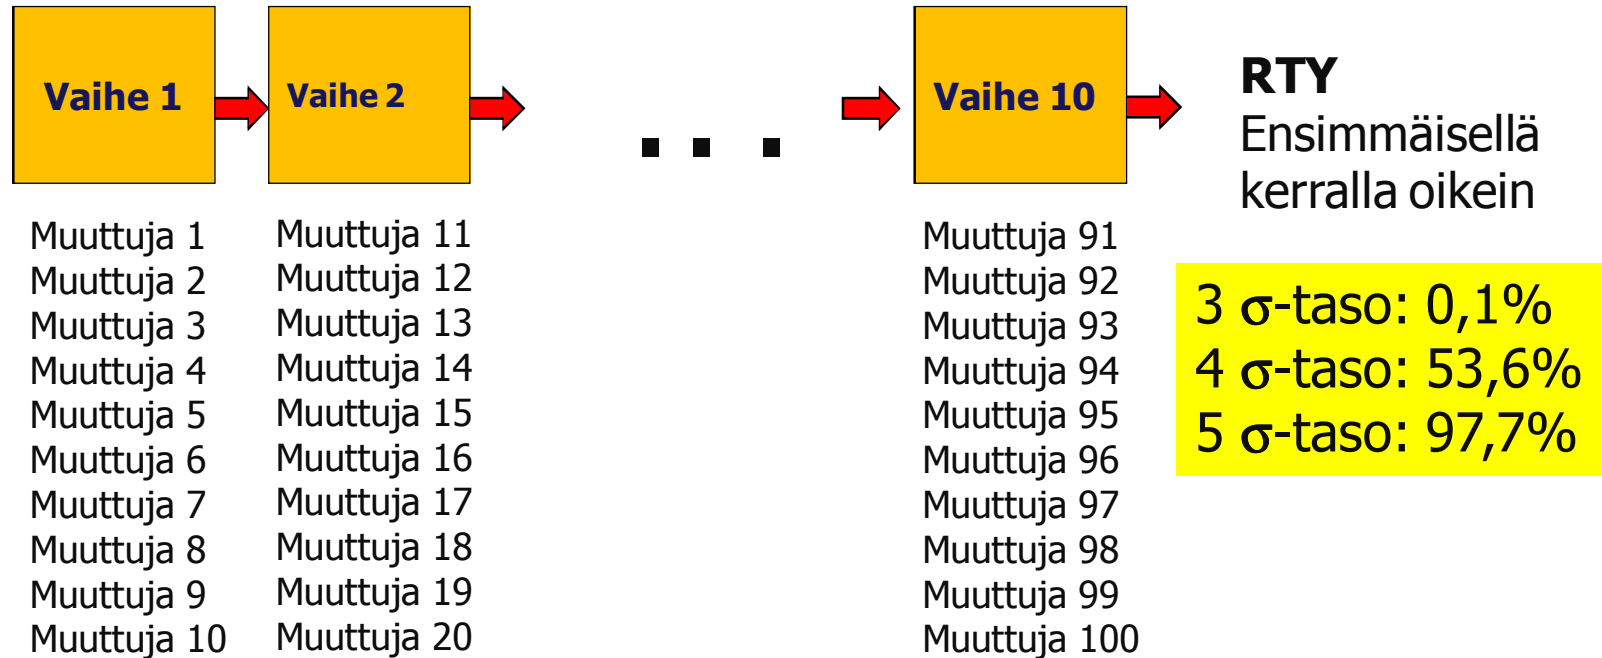 Vaihe 1
Vaihe 2
Vaihe 10
RTY
Ensimmäisellä
kerralla oikein
Muuttuja 1
Muuttuja 2
Muuttuja 3
Muuttuja 4
Muuttuja 5
Muuttuja 6
Muuttuja 7
Muuttuja 8
Muuttuja 9
Muuttuja 10
Muuttuja 11
Muuttuja 12
Muuttuja 13
Muuttuja 14
Muuttuja 15
Muuttuja 16
Muuttuja 17
Muuttuja 18
Muuttuja 19
Muuttuja 20
Muuttuja 91
Muuttuja 92
Muuttuja 93
Muuttuja 94
Muuttuja 95
Muuttuja 96
Muuttuja 97
Muuttuja 98
Muuttuja 99
Muuttuja 100
3 σ-taso: 0,1%
4 σ-taso: 53,6%
5 σ-taso: 97,7%